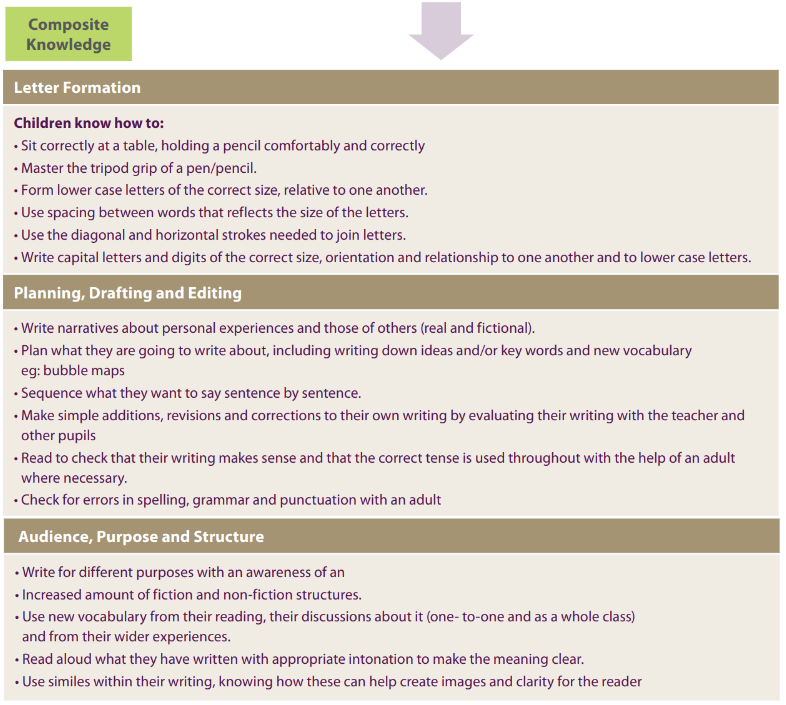 Composite
Knowledge
Letter Formation
Children know how to:
• Sit correctly at a table, holding a pencil comfortably and correctly
• Master the tripod grip of a pen/pencil.
• Form lower case letters of the correct size, relative to one another.
• Use spacing between words that reflects the size of the letters.
• Use the diagonal and horizontal strokes needed to join letters.
• Write capital letters and digits of the correct size, orientation and relationship to one another and to lower case letters.
Planning, Drafting and Editing
• Write narratives about personal experiences and those of others (real and fictional).
• Plan what they are going to write about, including writing down ideas and/or key words and new vocabulary
eg: bubble maps
• Sequence what they want to say sentence by sentence.
• Make simple additions, revisions and corrections to their own writing by evaluating their writing with the teacher and
other pupils
• Read to check that their writing makes sense and that the correct tense is used throughout with the help of an adult
where necessary.
• Check for errors in spelling, grammar and punctuation with an adult
Audience, Purpose and Structure
• Write for different purposes with an awareness of an
• Increased amount of fiction and non-fiction structures.
• Use new vocabulary from their reading, their discussions about it (one- to-one and as a whole class)
and from their wider experiences.
• Read aloud what they have written with appropriate intonation to make the meaning clear.
• Use similes within their writing, knowing how these can help create images and clarity for the reader